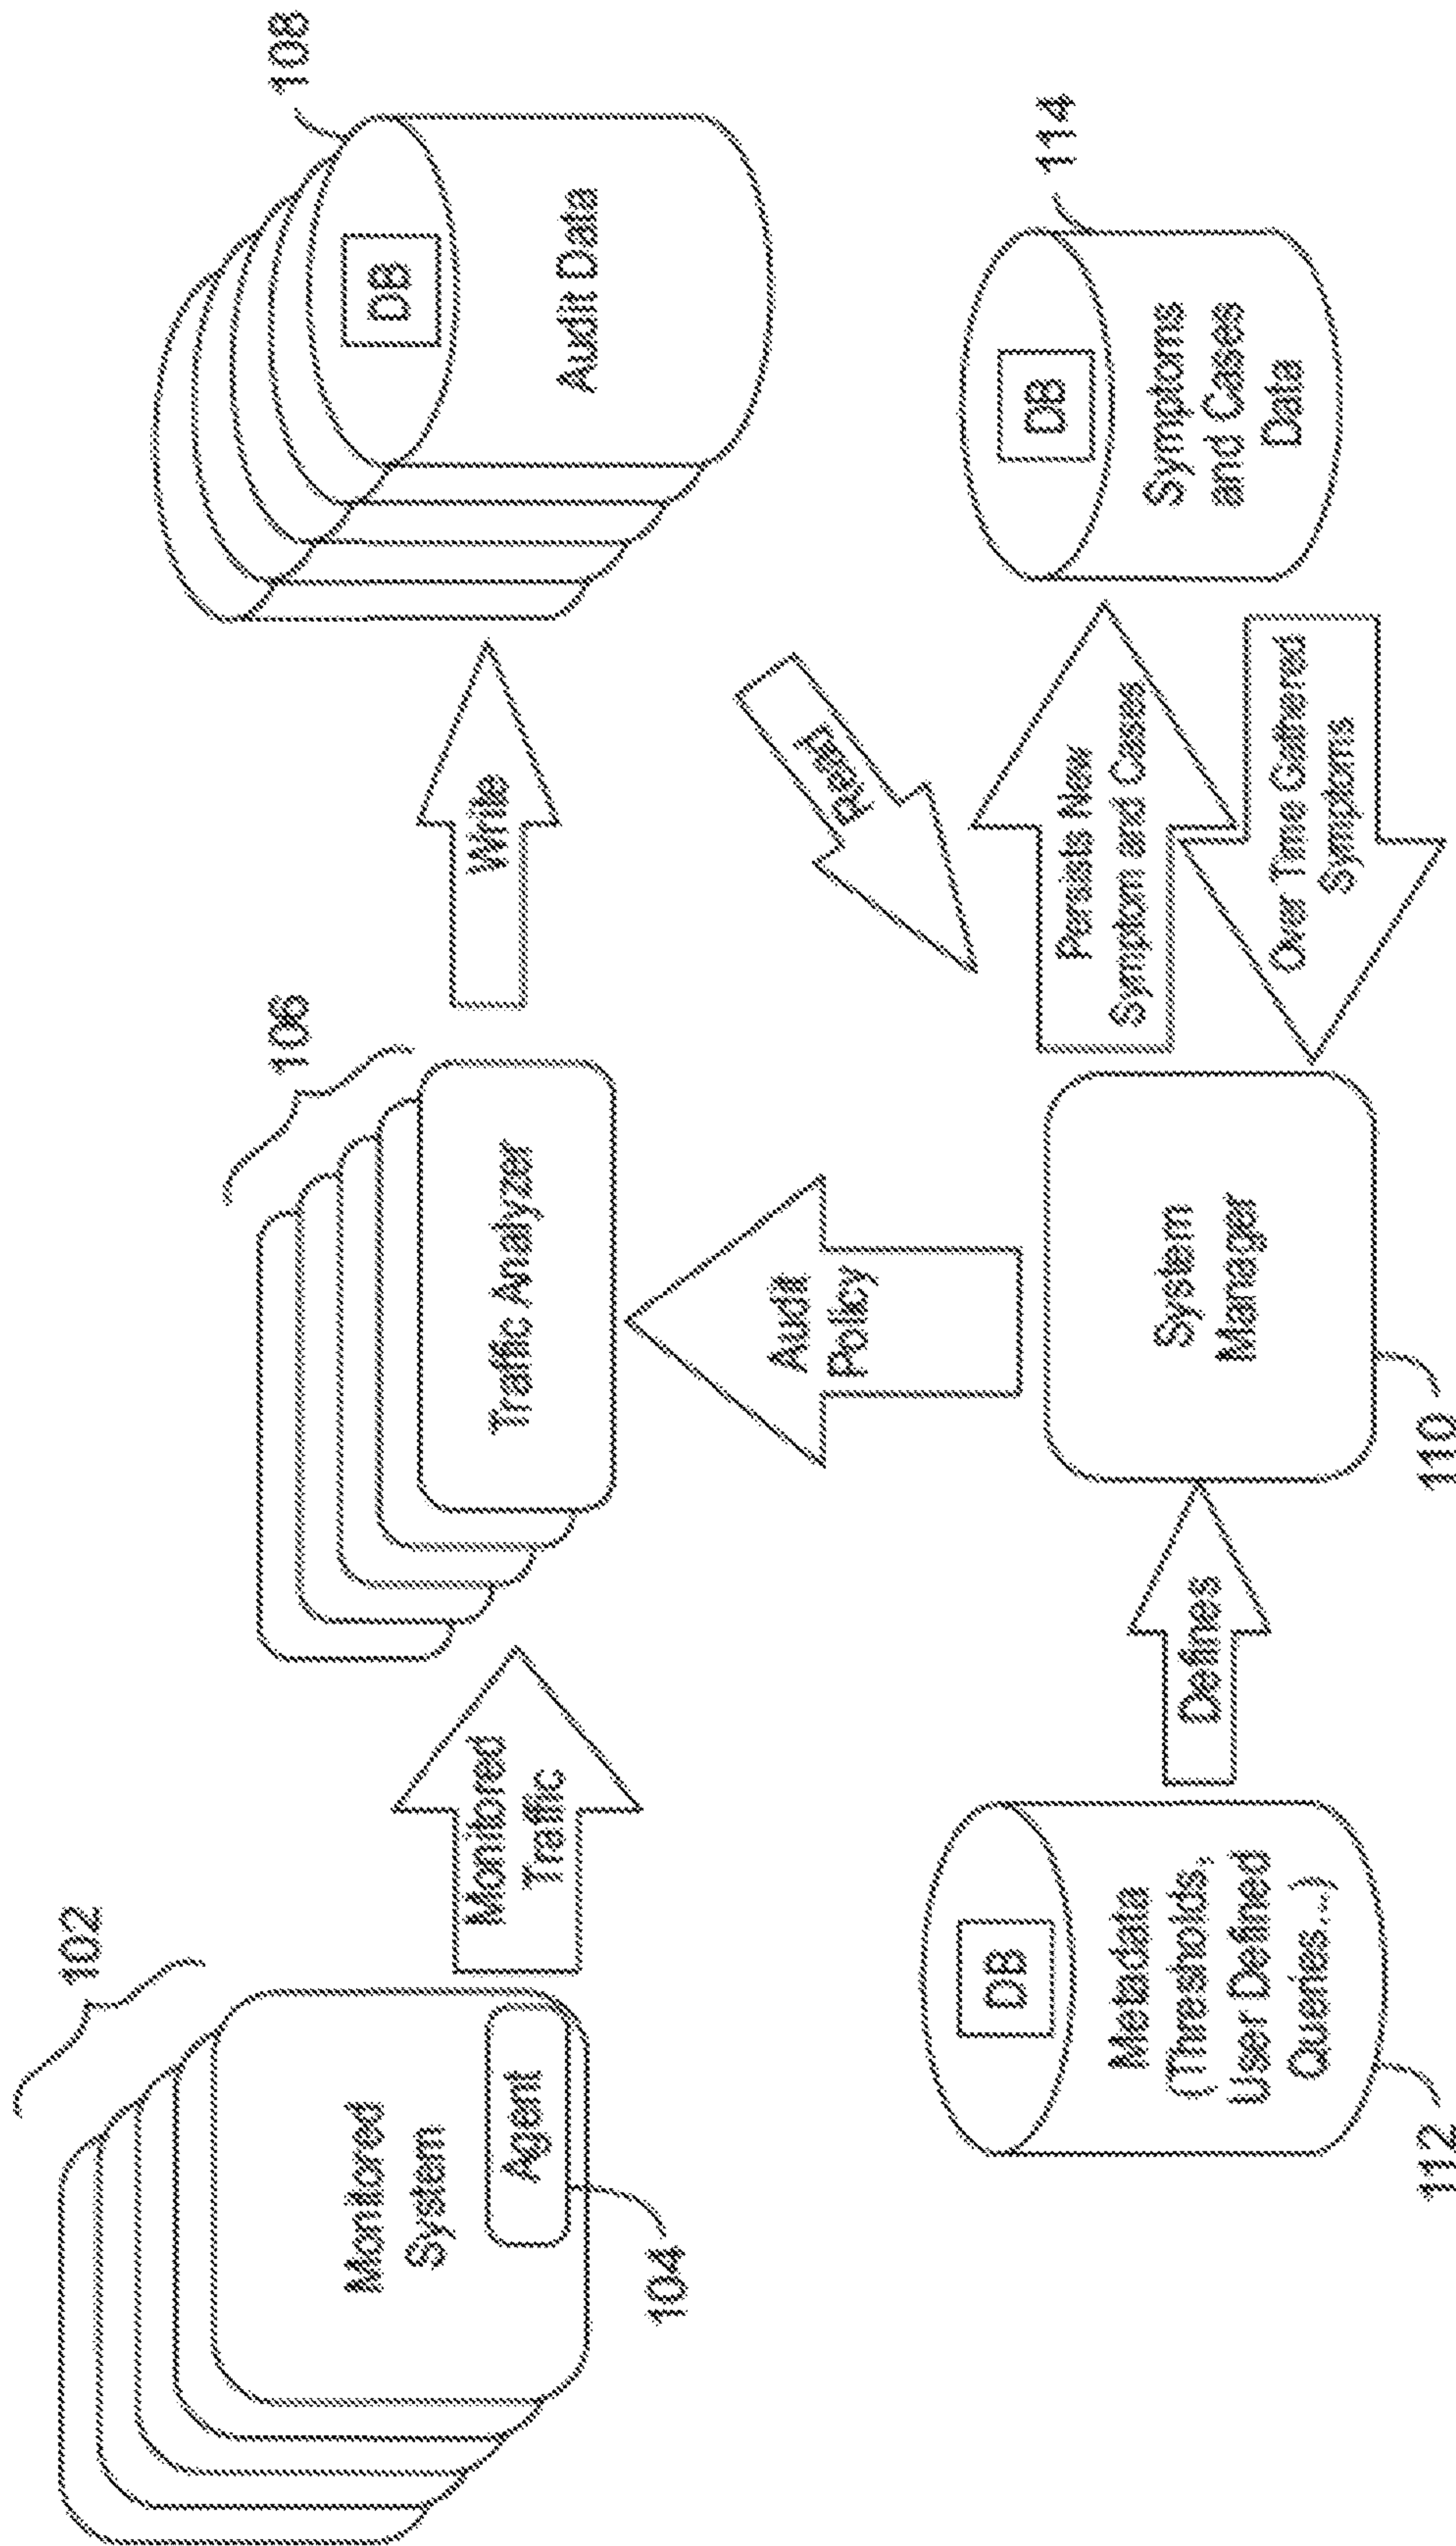 102
Monitored
System
Agent
104
Monitored
Traffic
106
Traffic Analyzer
Write
108
DB
Audit Data
Feed
Audit
Policy
DB
Metadata
(Thresholds,
User Defined
Queries...)
112
Defines
System
Manager
110
Persists New
Symptom and Cases
Over Time Gathered
Symptoms
114
DB
Symptoms
and Cases
Data